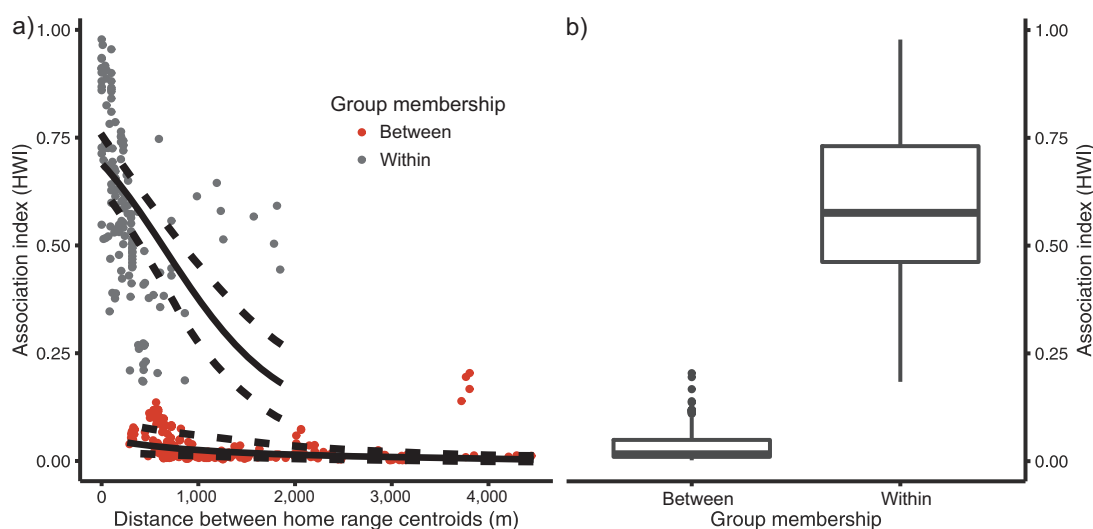 a)
1.00
0.75
0.50
0.25
0.00
Association index (HWI)
Group membership
Between
Within
0
1,000
2,000
3,000
4,000
Distance between home range centroids (m)
b)
Between
Within
Group membership
1.00
0.75
0.50
0.25
0.00
Association index (HWI)